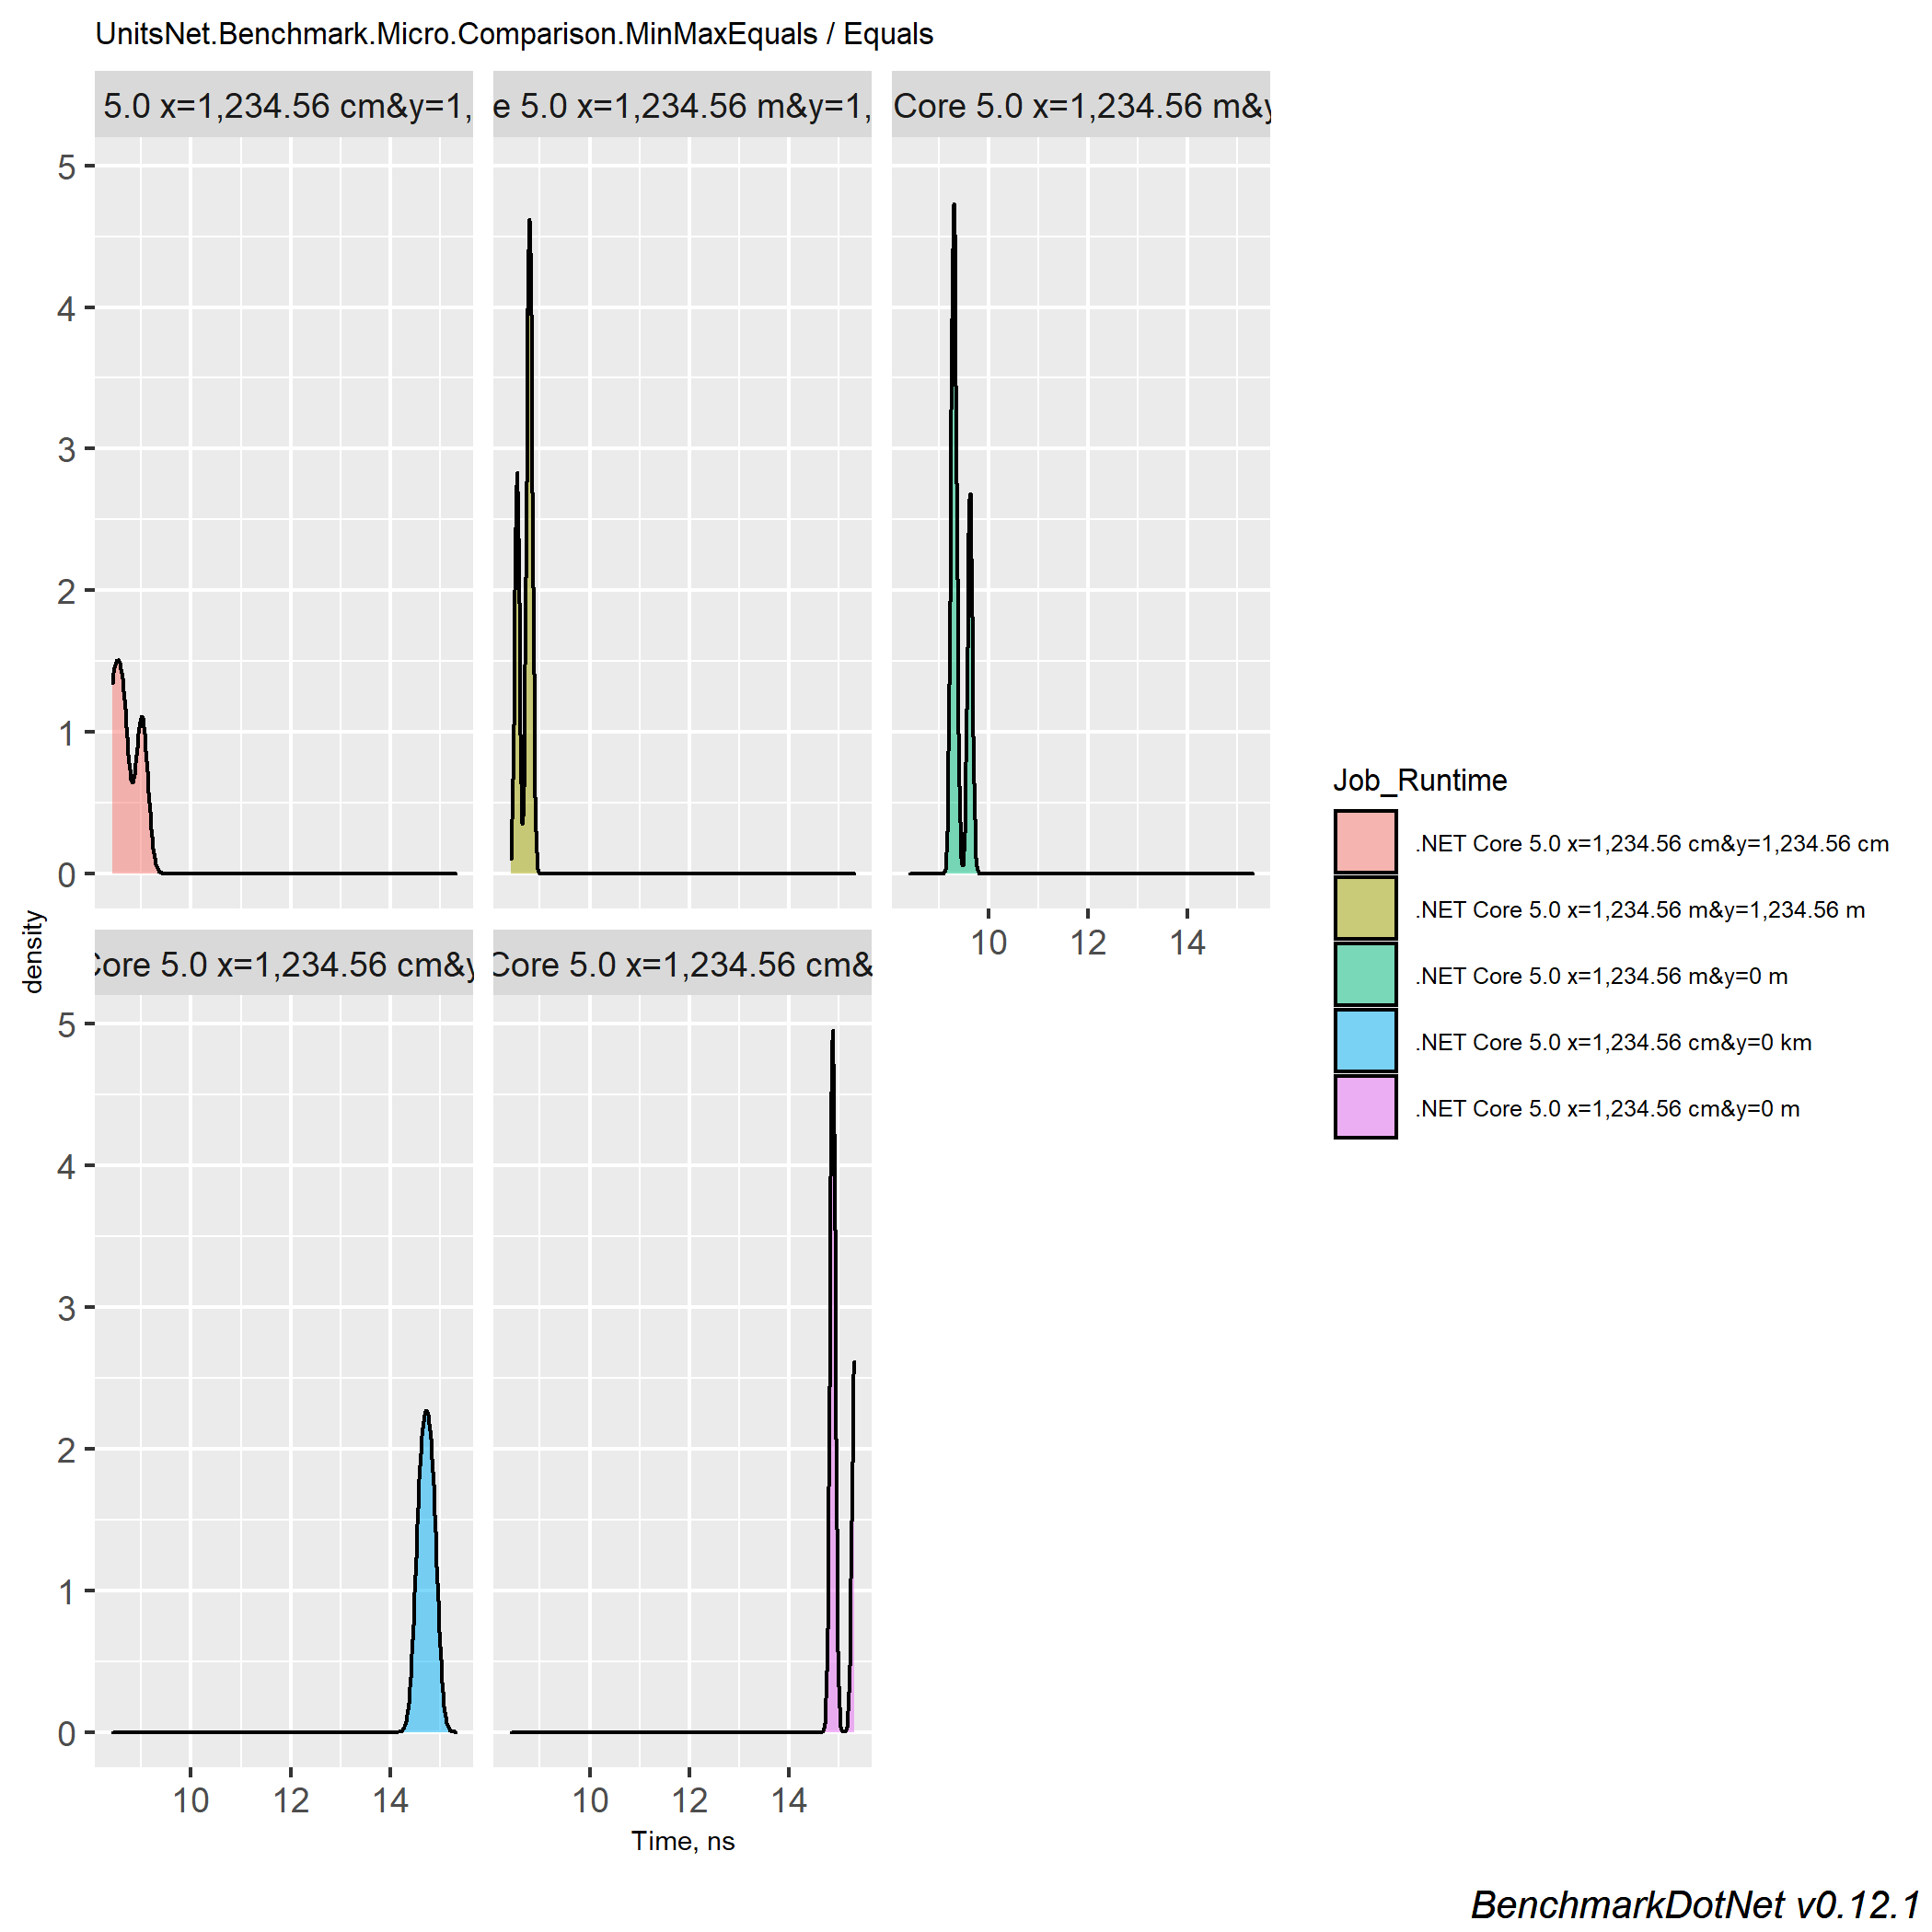 UnitsNet.Benchmark.Micro.Comparison.MinMaxEquals / Equals
5.0 x=1,234.56 cm&y=1,
e 5.0 x=1,234.56 m&y=1,
Core 5.0 x=1,234.56 m&y
5
4
3
2
1
0
10 12 14
Core 5.0 x=1,234.56 cm&y
Core 5.0 x=1,234.56 cm&
5
4
3
2
1
0
10 12 14
10 12 14
density
Time, ns
Job_Runtime
.NET Core 5.0 x=1,234.56 cm&y=1,234.56 cm
.NET Core 5.0 x=1,234.56 m&y=1,234.56 m
.NET Core 5.0 x=1,234.56 m&y=0 m
.NET Core 5.0 x=1,234.56 cm&y=0 km
.NET Core 5.0 x=1,234.56 cm&y=0 m
BenchmarkDotNet v0.12.1